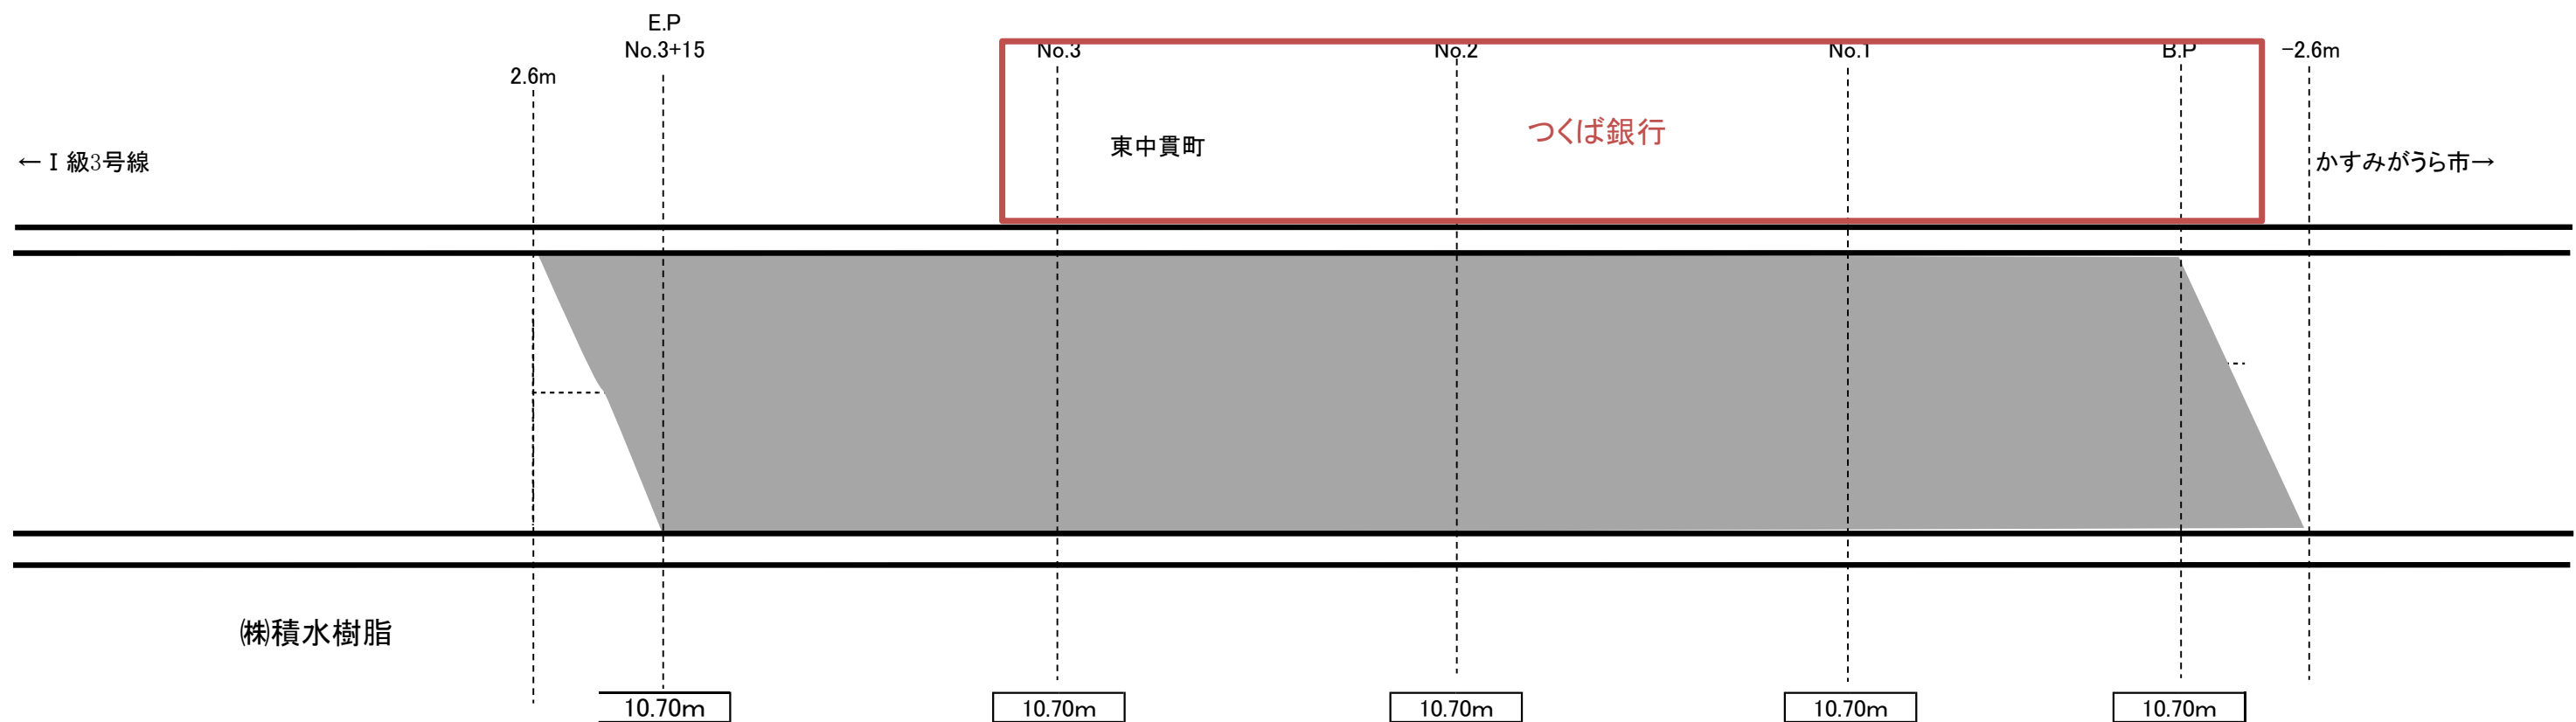 E.P
No.3+15
No.3
No.2
No.1
B.P
-2.6m
2.6m
東中貫町
つくば銀行
←Ⅰ級3号線
かすみがうら市→
㈱積水樹脂
10.70m
10.70m
10.70m
10.70m
10.70m